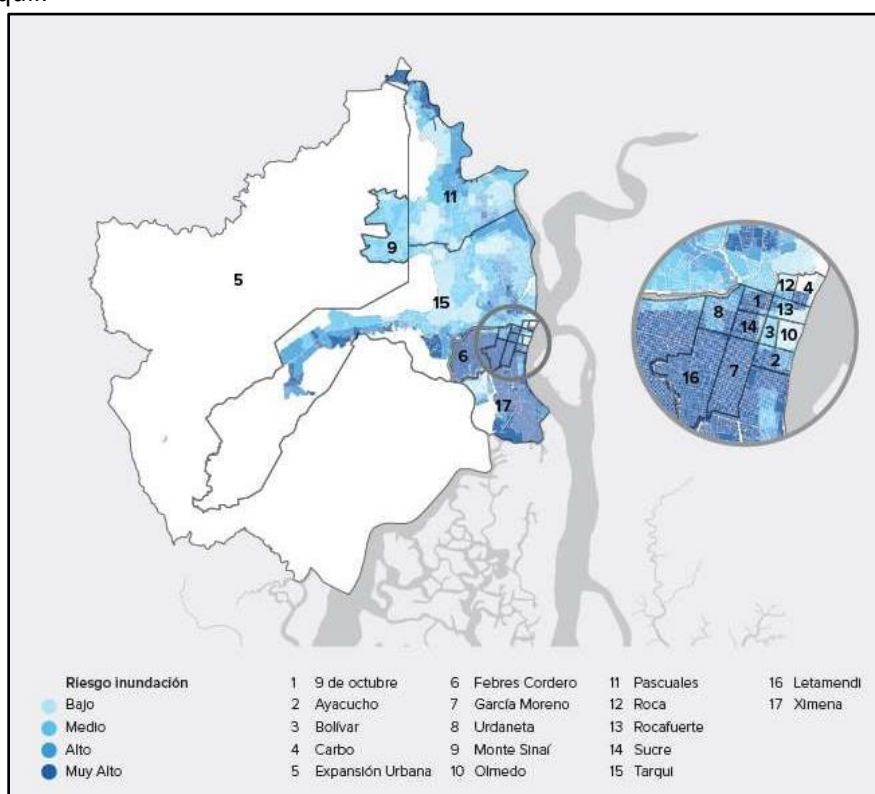 11
9
5
15
6
17
12
4
1
13
8
14
3
10
2
16
7
Riesgo inundación
Bajo
Medio
Alto
Muy Alto
1 9 de octubre
2 Ayacucho
3 Bolívar
4 Carbo
5 Expansión Urbana
6 Febres Cordero
7 García Moreno
8 Urdaneta
9 Monte Sinaí
10 Olmedo
11 Pascuales
12 Roca
13 Rocafuerte
14 Sucre
15 Tarqui
16 Letamendi
17 Ximena